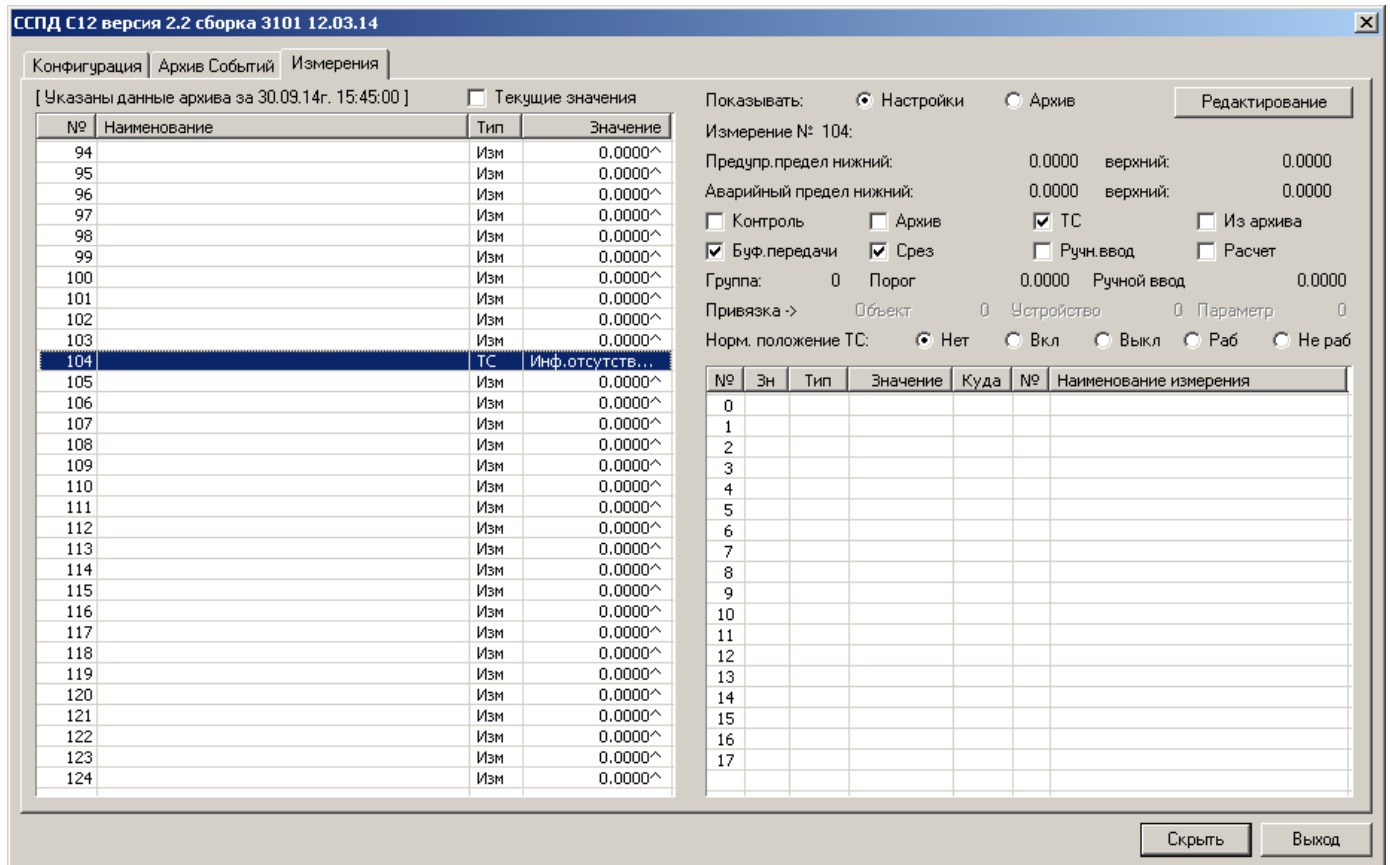 ССПД С12 версия 2.2 сборка 3101 12.03.14
Конфигурация Архив Событий Измерения
[ Указаны данные архива за 30.09.14г. 15:45:00 ] Текущие значения
№ Наименование Тип Значение
94 Изм 0.0000^
95 Изм 0.0000^
96 Изм 0.0000^
97 Изм 0.0000^
98 Изм 0.0000^
99 Изм 0.0000^
100 Изм 0.0000^
101 Изм 0.0000^
102 Изм 0.0000^
103 Изм 0.0000^
104 ТС Инф.отсутств...
105 Изм 0.0000^
106 Изм 0.0000^
107 Изм 0.0000^
108 Изм 0.0000^
109 Изм 0.0000^
110 Изм 0.0000^
111 Изм 0.0000^
112 Изм 0.0000^
113 Изм 0.0000^
114 Изм 0.0000^
115 Изм 0.0000^
116 Изм 0.0000^
117 Изм 0.0000^
118 Изм 0.0000^
119 Изм 0.0000^
120 Изм 0.0000^
121 Изм 0.0000^
122 Изм 0.0000^
123 Изм 0.0000^
124 Изм 0.0000^
Показывать: Настройки Архив Редактирование
Измерение № 104:
Предупр.предел нижний: 0.0000 верхний: 0.0000
Аварийный предел нижний: 0.0000 верхний: 0.0000
Контроль Архив ТС Из архива
Буф.передачи Срез Ручн.ввод Расчет
Группа: 0 Порог 0.0000 Ручной ввод 0.0000
Привязка -> Объект 0 Устройство 0 Параметр 0
Норм. положение ТС: Нет Вкл Выкл Раб Не раб
№ Зн Тип Значение Куда № Наименование измерения
0
1
2
3
4
5
6
7
8
9
10
11
12
13
14
15
16
17
Скрыть Выход